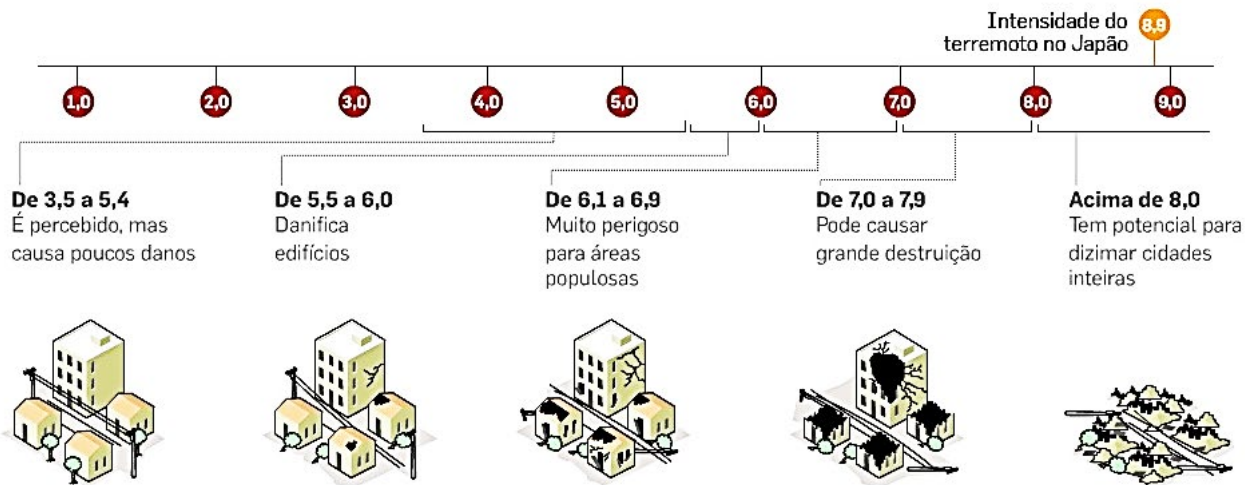 Intensidade do
terremoto no Japão
8,9
1,0 2,0 3,0 4,0 5,0 6,0 7,0 8,0 9,0
De 3,5 a 5,4
É percebido, mas
causa poucos danos
De 5,5 a 6,0
Danifica
edifícios
De 6,1 a 6,9
Muito perigoso
para áreas
populosas
De 7,0 a 7,9
Pode causar
grande destruição
Acima de 8,0
Tem potencial para
dizimar cidades
inteiras